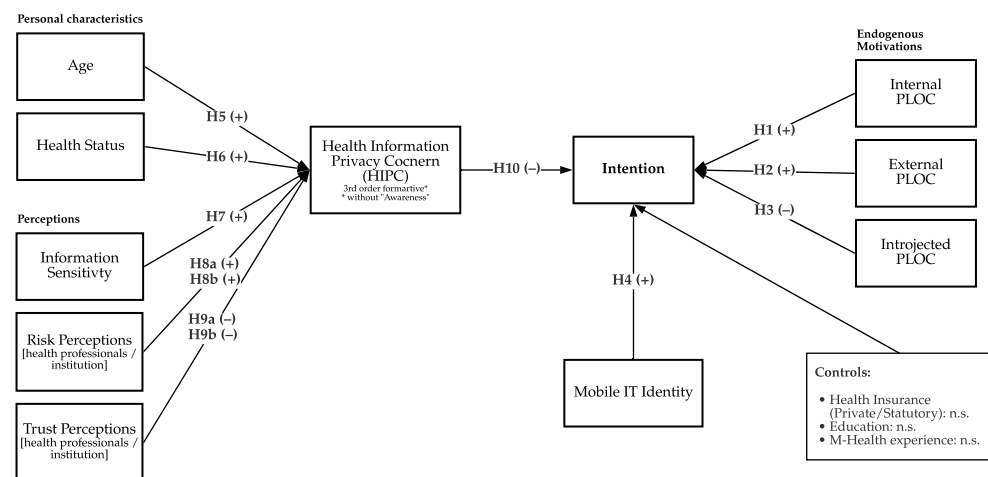 Personal characteristics
Age
Health Status
Perceptions
Information
Sensitivty
Risk Perceptions
[health professionals /
institution]
Trust Perceptions
[health professionals /
institution]
H5 (+)
H6 (+)
H7 (+)
H8a (+)
H8b (+)
H9a (–)
H9b (–)
Health Information
Privacy Cocnern
(HIPC)
3rd order formartive*
* without "Awareness"
H10 (–)
Intention
H4 (+)
Mobile IT Identity
H1 (+)
H2 (+)
H3 (–)
Endogenous
Motivations
Internal
PLOC
External
PLOC
Introjected
PLOC
Controls:
• Health Insurance
(Private/Statutory): n.s.
• Education: n.s.
• M-Health experience: n.s.